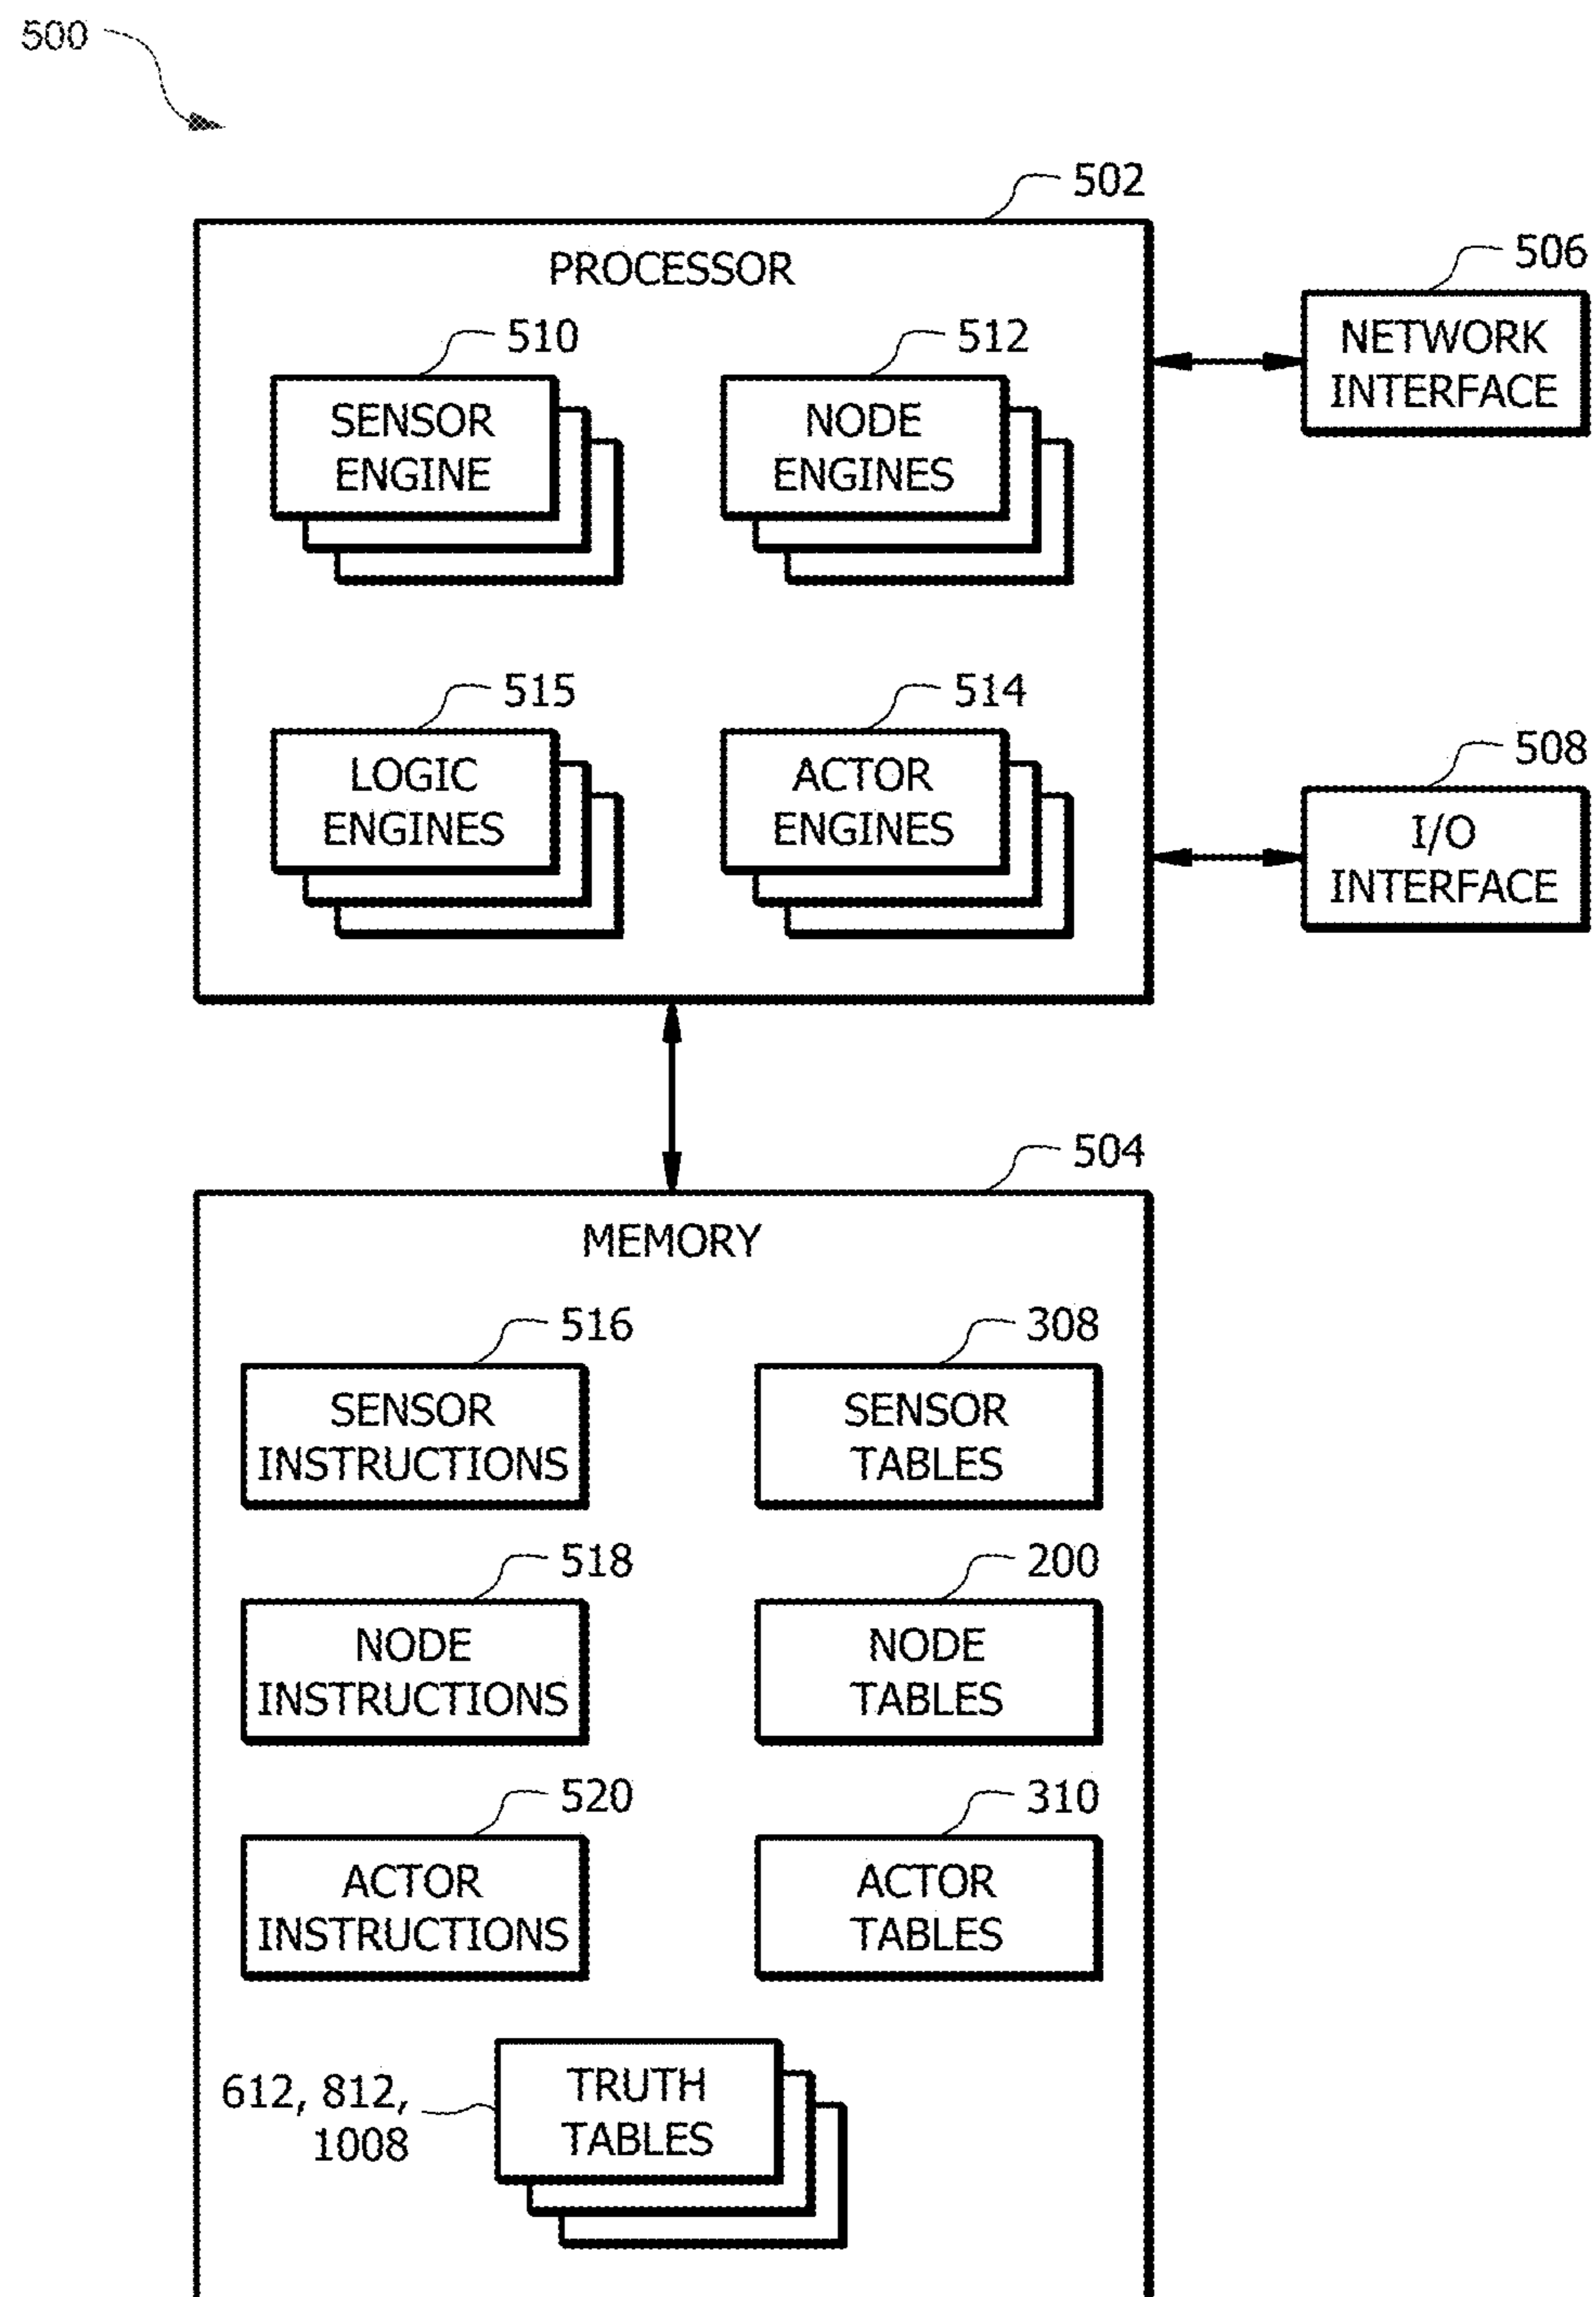 500
502
PROCESSOR
506
NETWORK
INTERFACE
510
SENSOR
ENGINE
512
NODE
ENGINES
515
LOGIC
ENGINES
514
ACTOR
ENGINES
508
I/O
INTERFACE
504
MEMORY
516
SENSOR
INSTRUCTIONS
308
SENSOR
TABLES
518
NODE
INSTRUCTIONS
200
NODE
TABLES
520
ACTOR
INSTRUCTIONS
310
ACTOR
TABLES
612, 812,
1008
TRUTH
TABLES